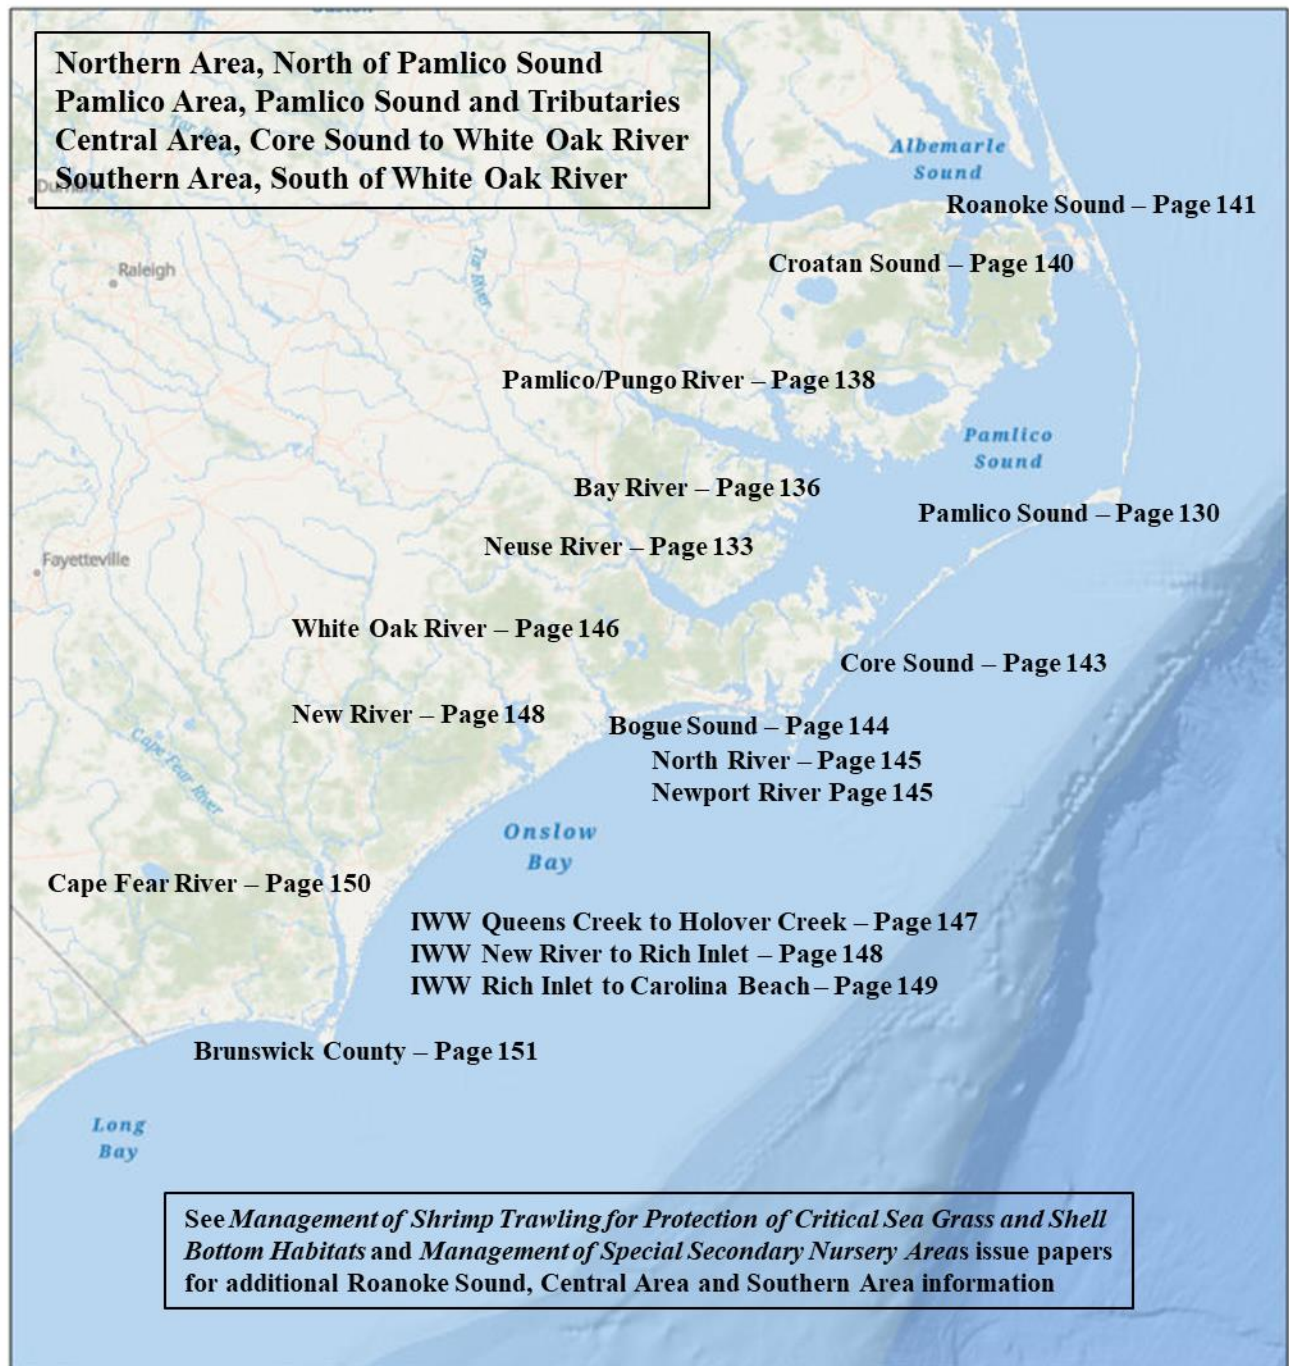 Gaston
Northern Area, North of Pamlico Sound
Pamlico Area, Pamlico Sound and Tributaries
Central Area, Core Sound to White Oak River
Southern Area, South of White Oak River
Tar River
Durham
Albemarle
Sound
Roanoke Sound – Page 141
Raleigh
Tar River
Croatan Sound – Page 140
Pamlico/Pungo River – Page 138
Pamlico
Sound
Bay River – Page 136
Pamlico Sound – Page 130
Neuse River – Page 133
Fayetteville
White Oak River – Page 146
Core Sound – Page 143
New River – Page 148
Bogue Sound – Page 144
North River – Page 145
Newport River Page 145
Cape Fear River
Onslow
Bay
Cape Fear River – Page 150
IWW Queens Creek to Holover Creek – Page 147
IWW New River to Rich Inlet – Page 148
IWW Rich Inlet to Carolina Beach – Page 149
Brunswick County – Page 151
Long
Bay
See Management of Shrimp Trawling for Protection of Critical Sea Grass and Shell
Bottom Habitats and Management of Special Secondary Nursery Areas issue papers
for additional Roanoke Sound, Central Area and Southern Area information